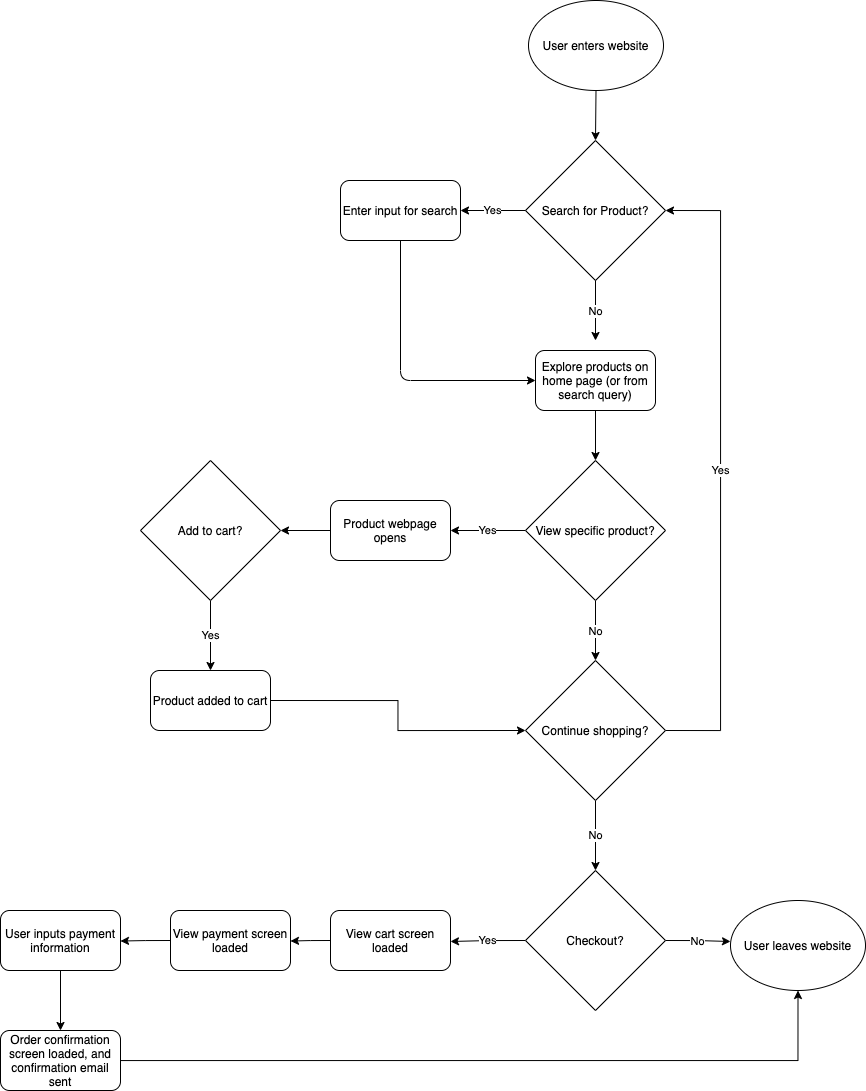 User enters website
Enter input for search
Yes
Search for Product?
No
Explore products on
home page (or from
search query)
Yes
Add to cart?
Product webpage
opens
Yes
View specific product?
Yes
No
Product added to cart
Continue shopping?
No
User inputs payment
information
View payment screen
loaded
View cart screen
loaded
Yes
Checkout?
No
User leaves website
Order confirmation
screen loaded, and
confirmation email
sent